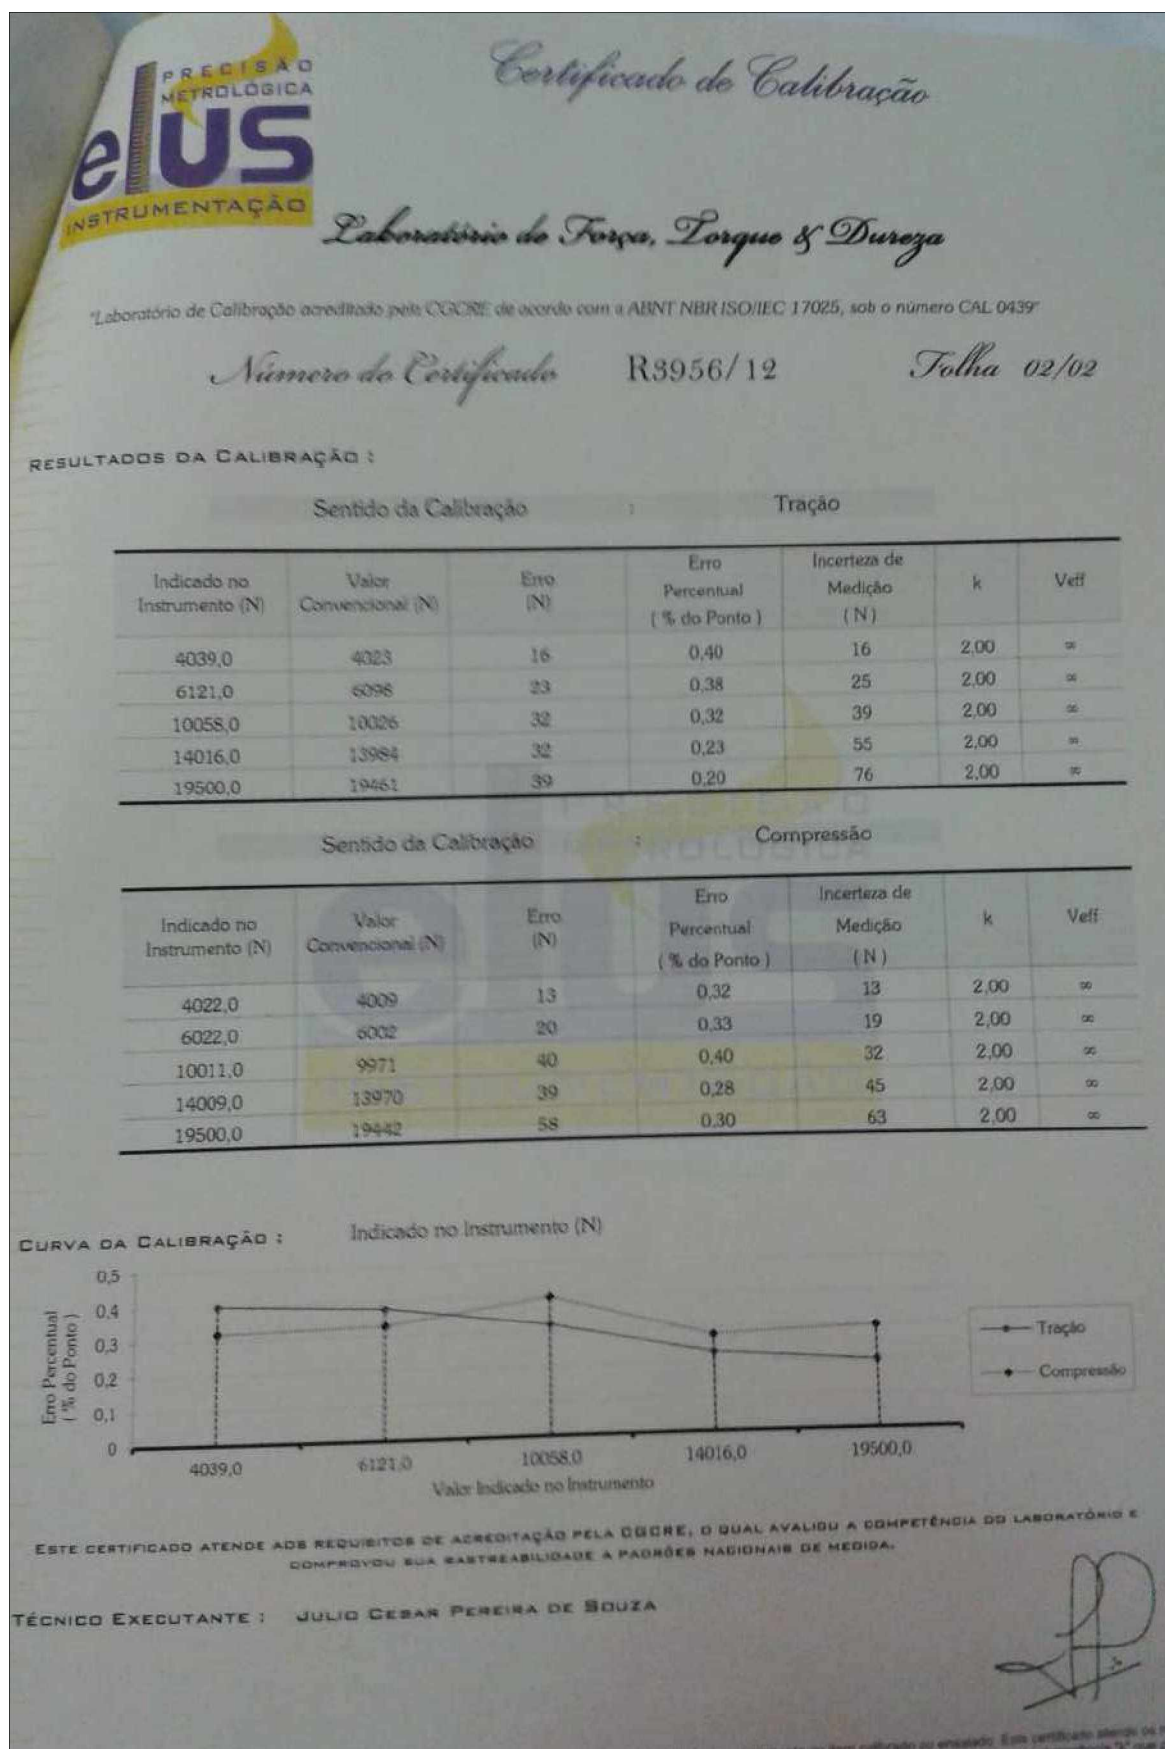 PRECISÃO
METROLÓGICA
elus
INSTRUMENTAÇÃO
Certificado de Calibração
Laboratório de Força, Torque & Dureza
"Laboratório de Calibração acreditado pela CGCRE de acordo com a ABNT NBR ISO/IEC 17025, sob o número CAL 0439"
Número do Certificado R3956/12 Folha 02/02
RESULTADOS DA CALIBRAÇÃO :
Sentido da Calibração : Tração
Indicado no Instrumento (N) Valor Convencional (N) Erro (N) Erro Percentual ( % do Ponto ) Incerteza de Medição ( N ) k Veff
4039,0 4023 16 0,40 16 2,00 ∞
6121,0 6098 23 0,38 25 2,00 ∞
10058,0 10026 32 0,32 39 2,00 ∞
14016,0 13984 32 0,23 55 2,00 ∞
19500,0 19461 39 0,20 76 2,00 ∞
Sentido da Calibração : Compressão
Indicado no Instrumento (N) Valor Convencional (N) Erro (N) Erro Percentual ( % do Ponto ) Incerteza de Medição ( N ) k Veff
4022,0 4009 13 0,32 13 2,00 ∞
6022,0 6002 20 0,33 19 2,00 ∞
10011,0 9971 40 0,40 32 2,00 ∞
14009,0 13970 39 0,28 45 2,00 ∞
19500,0 19442 58 0,30 63 2,00 ∞
CURVA DA CALIBRAÇÃO : Indicado no Instrumento (N)
0,5
0,4
0,3
0,2
0,1
0
Erro Percentual
( % do Ponto )
4039,0 6121,0 10058,0 14016,0 19500,0
Valor Indicado no Instrumento
Tração
Compressão
ESTE CERTIFICADO ATENDE AOS REQUISITOS DE ACREDITAÇÃO PELA CGCRE, O QUAL AVALIOU A COMPETÊNCIA DO LABORATÓRIO E
COMPROVOU SUA RASTREABILIDADE A PADRÕES NACIONAIS DE MEDIDA.
TÉCNICO EXECUTANTE : JULIO CESAR PEREIRA DE SOUZA
calibrado ou ensaiado. Este certificado atende os